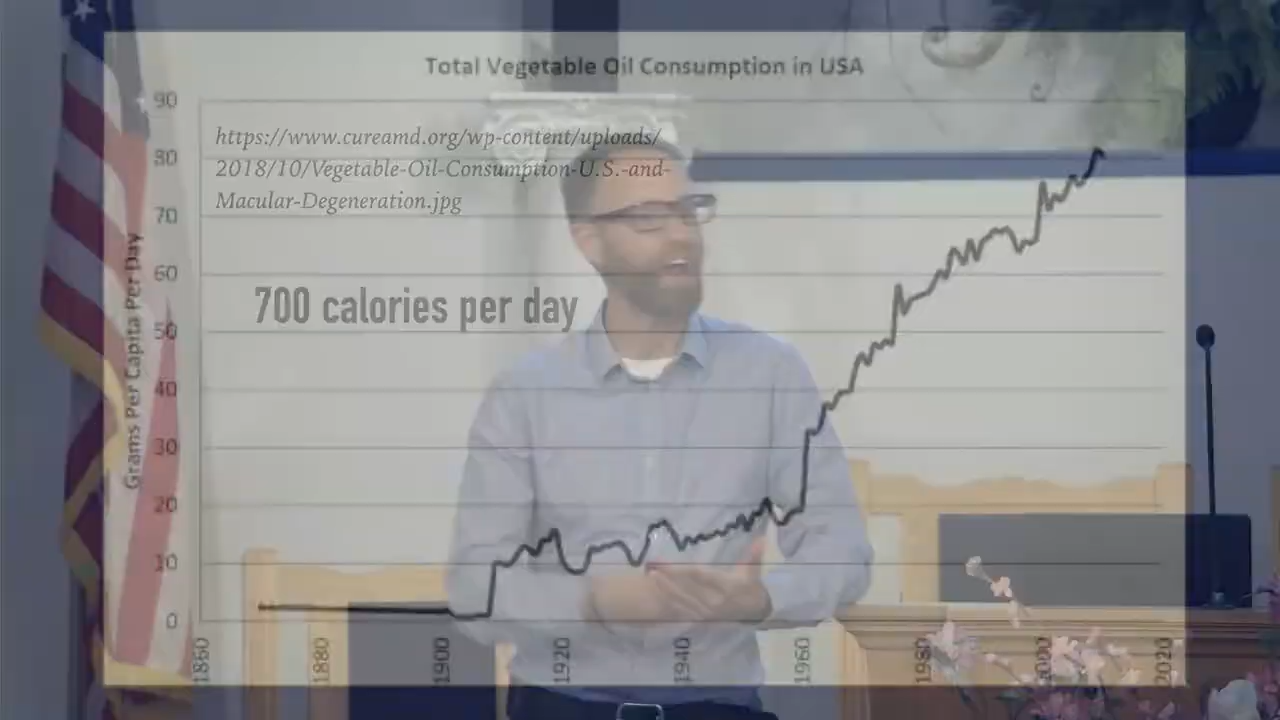 Total Vegetable Oil Consumption in USA
90
https://www.cureamd.org/wp-content/uploads/
80
2018/10/Vegetable-Oil-Consumption-U.S.-and-
Macular-Degeneration.jpg
70
60
700 calories per day
50
40
30
20
10
0
Grams Per Capita Per Day
1860 1880 1900 1920 1940 1960 1980 2000 2020